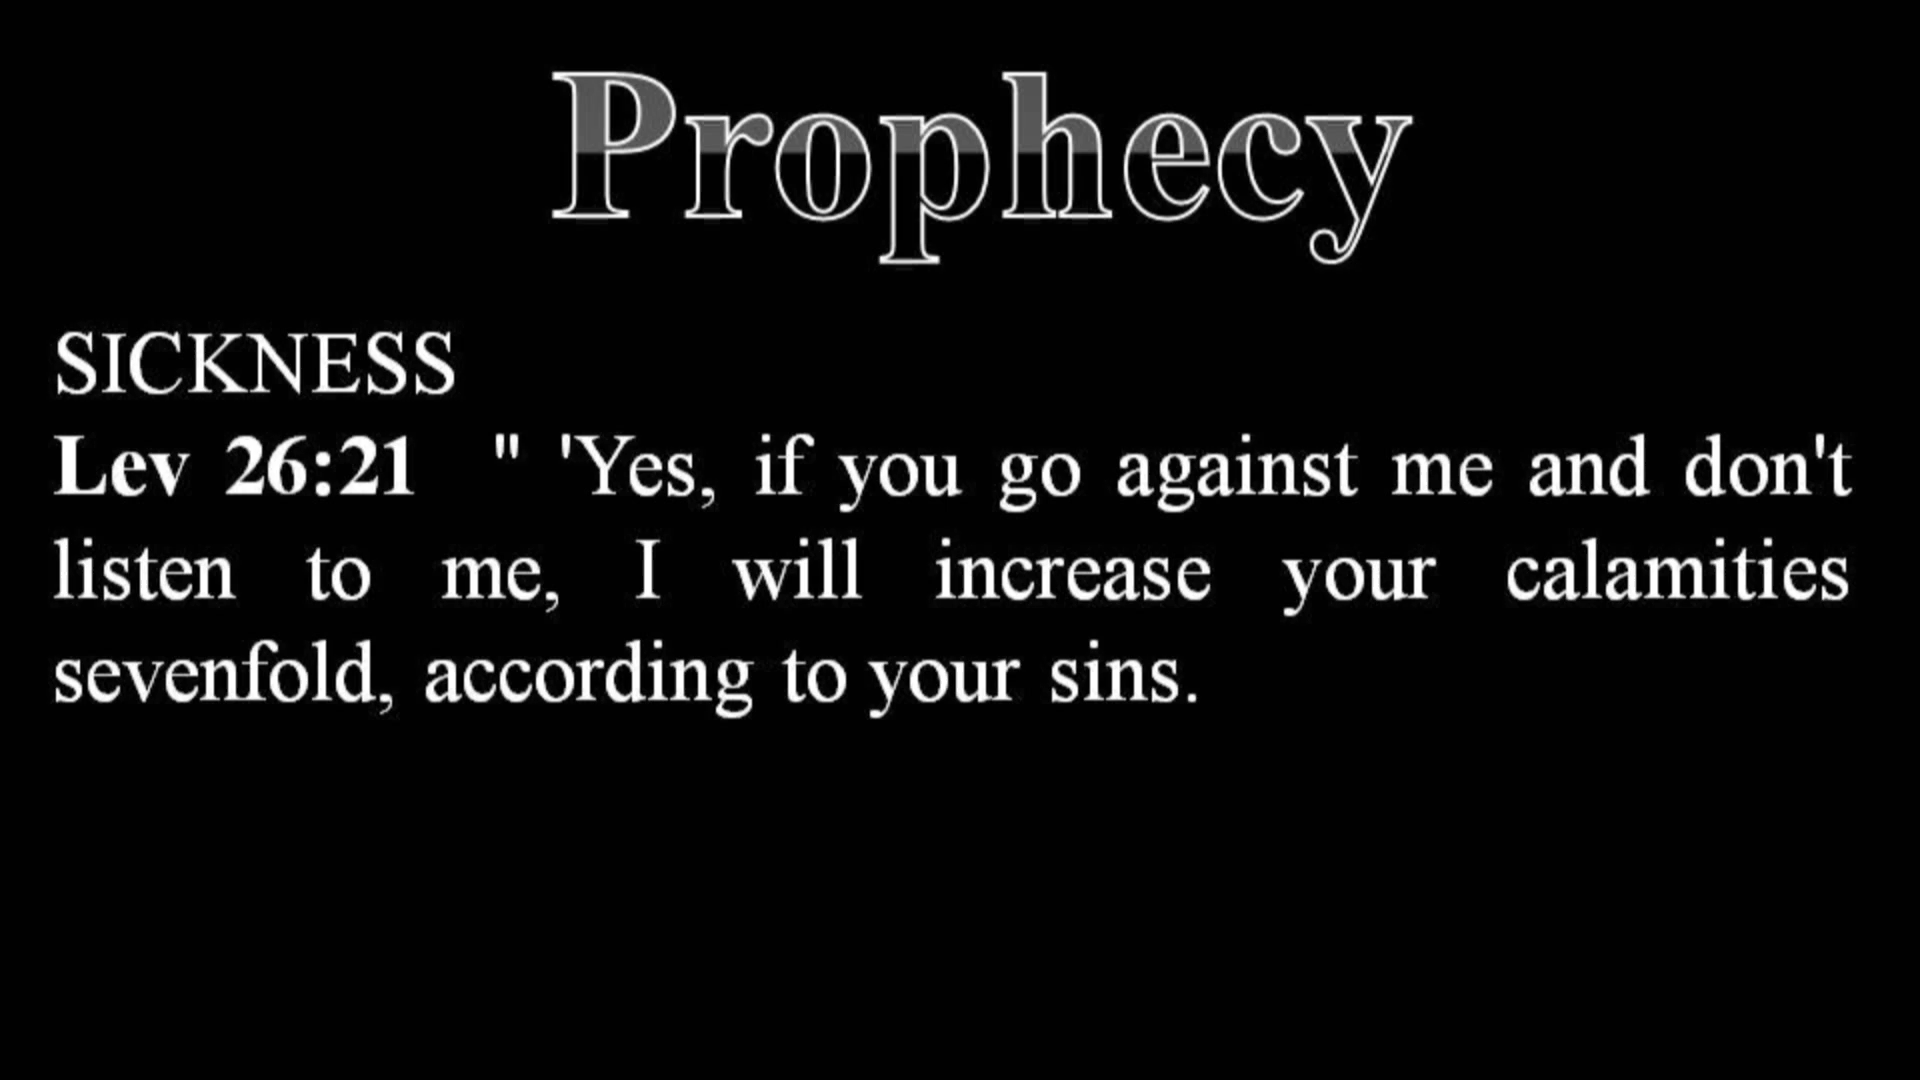 Prophecy
SICKNESS
Lev 26:21 " 'Yes, if you go against me and don't
listen to me, I will increase your calamities
sevenfold, according to your sins.